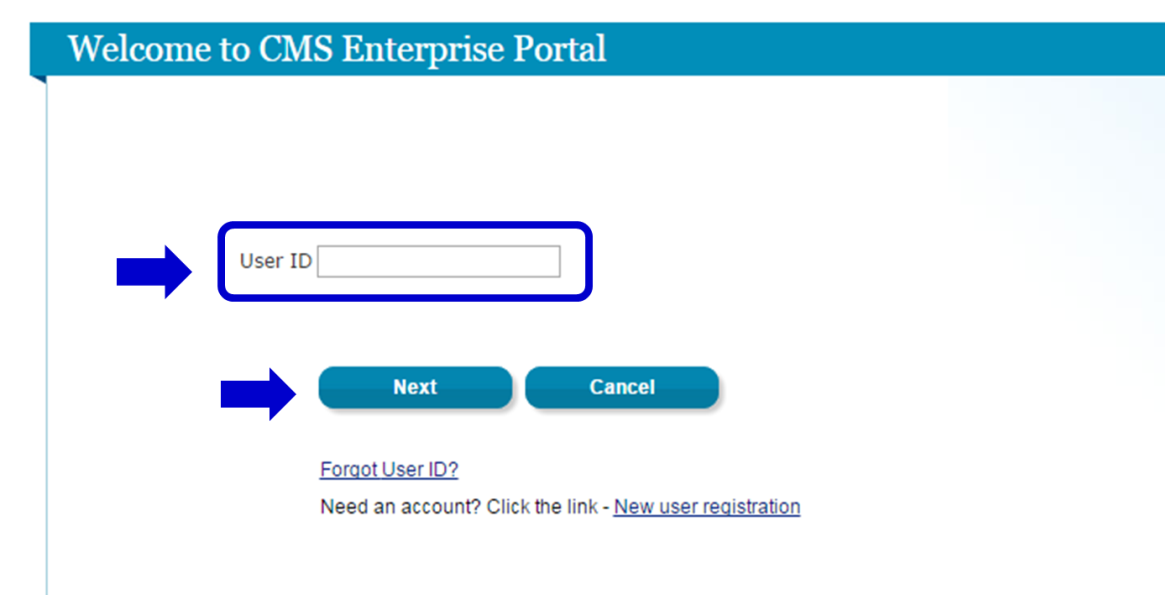 Welcome to CMS Enterprise Portal
User ID
Next Cancel
Forgot User ID?
Need an account? Click the link - New user registration